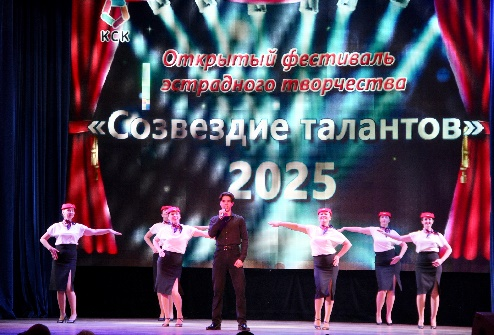 КСК
Открытый фестиваль
эстрадного творчества
«Созвездие талантов»
2025